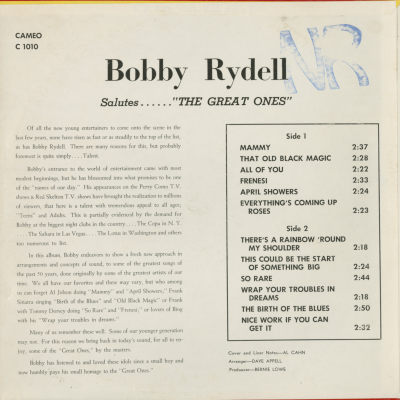 CAMEO
C 1010
NR
Bobby Rydell
Salutes......"THE GREAT ONES"
Of all the new young entertainers to come onto the scene in the
last few years, none have risen as fast or as steadily to the top of the list,
as has Bobby Rydell. There are many reasons for this, but probably
foremost is quite simply . . . . Talent.
Bobby's entrance to the world of entertainment came with most
modest beginnings, but he has blossomed into what promises to be one
of the "names of our day." His appearances on the Perry Como T.V.
shows & Red Skelton T.V. shows have brought the realization to millions
of viewers, that here is a talent with tremendous appeal to all ages;
"Teens" and Adults. This is partially evidenced by the demand for
Bobby at the biggest night clubs in the country . . . . The Copa in N. Y.
. . . . The Sahara in Las Vegas. . . . The Lotus in Washington and others
too numerous to list.
In this album, Bobby endeavors to show a fresh new approach in
arrangements and concepts of sound, to some of the greatest songs of
the past 50 years, done originally by some of the greatest artists of our
time. We all have our favorites and these may vary, but who among
us can forget Al Jolson doing "Mammy" and "April Showers," Frank
Sinatra singing "Birth of the Blues" and "Old Black Magic" or Frank
with Tommy Dorsey doing "So Rare" and "Frenesi," or lovers of Bing
with his "Wrap your troubles in dreams."
Many of us remember these well. Some of our younger generation
may not. For this reason we bring back in today's sound, for all to en-
joy, some of the "Great Ones," by the masters.
Bobby has listened to and loved these idols since a small boy and
now humbly pays his small homage to the "Great Ones."
Side 1
MAMMY 2:37
THAT OLD BLACK MAGIC 2:28
ALL OF YOU 2:22
FRENESI 2:33
APRIL SHOWERS 2:24
EVERYTHING'S COMING UP
ROSES 2:23
Side 2
THERE'S A RAINBOW 'ROUND
MY SHOULDER 2:18
THIS COULD BE THE START
OF SOMETHING BIG 2:24
SO RARE 2:44
WRAP YOUR TROUBLES IN
DREAMS 2:18
THE BIRTH OF THE BLUES 2:50
NICE WORK IF YOU CAN
GET IT 2:32
Cover and Liner Notes—AL CAHN
Arranger—DAVE APPELL
Producer—BERNIE LOWE